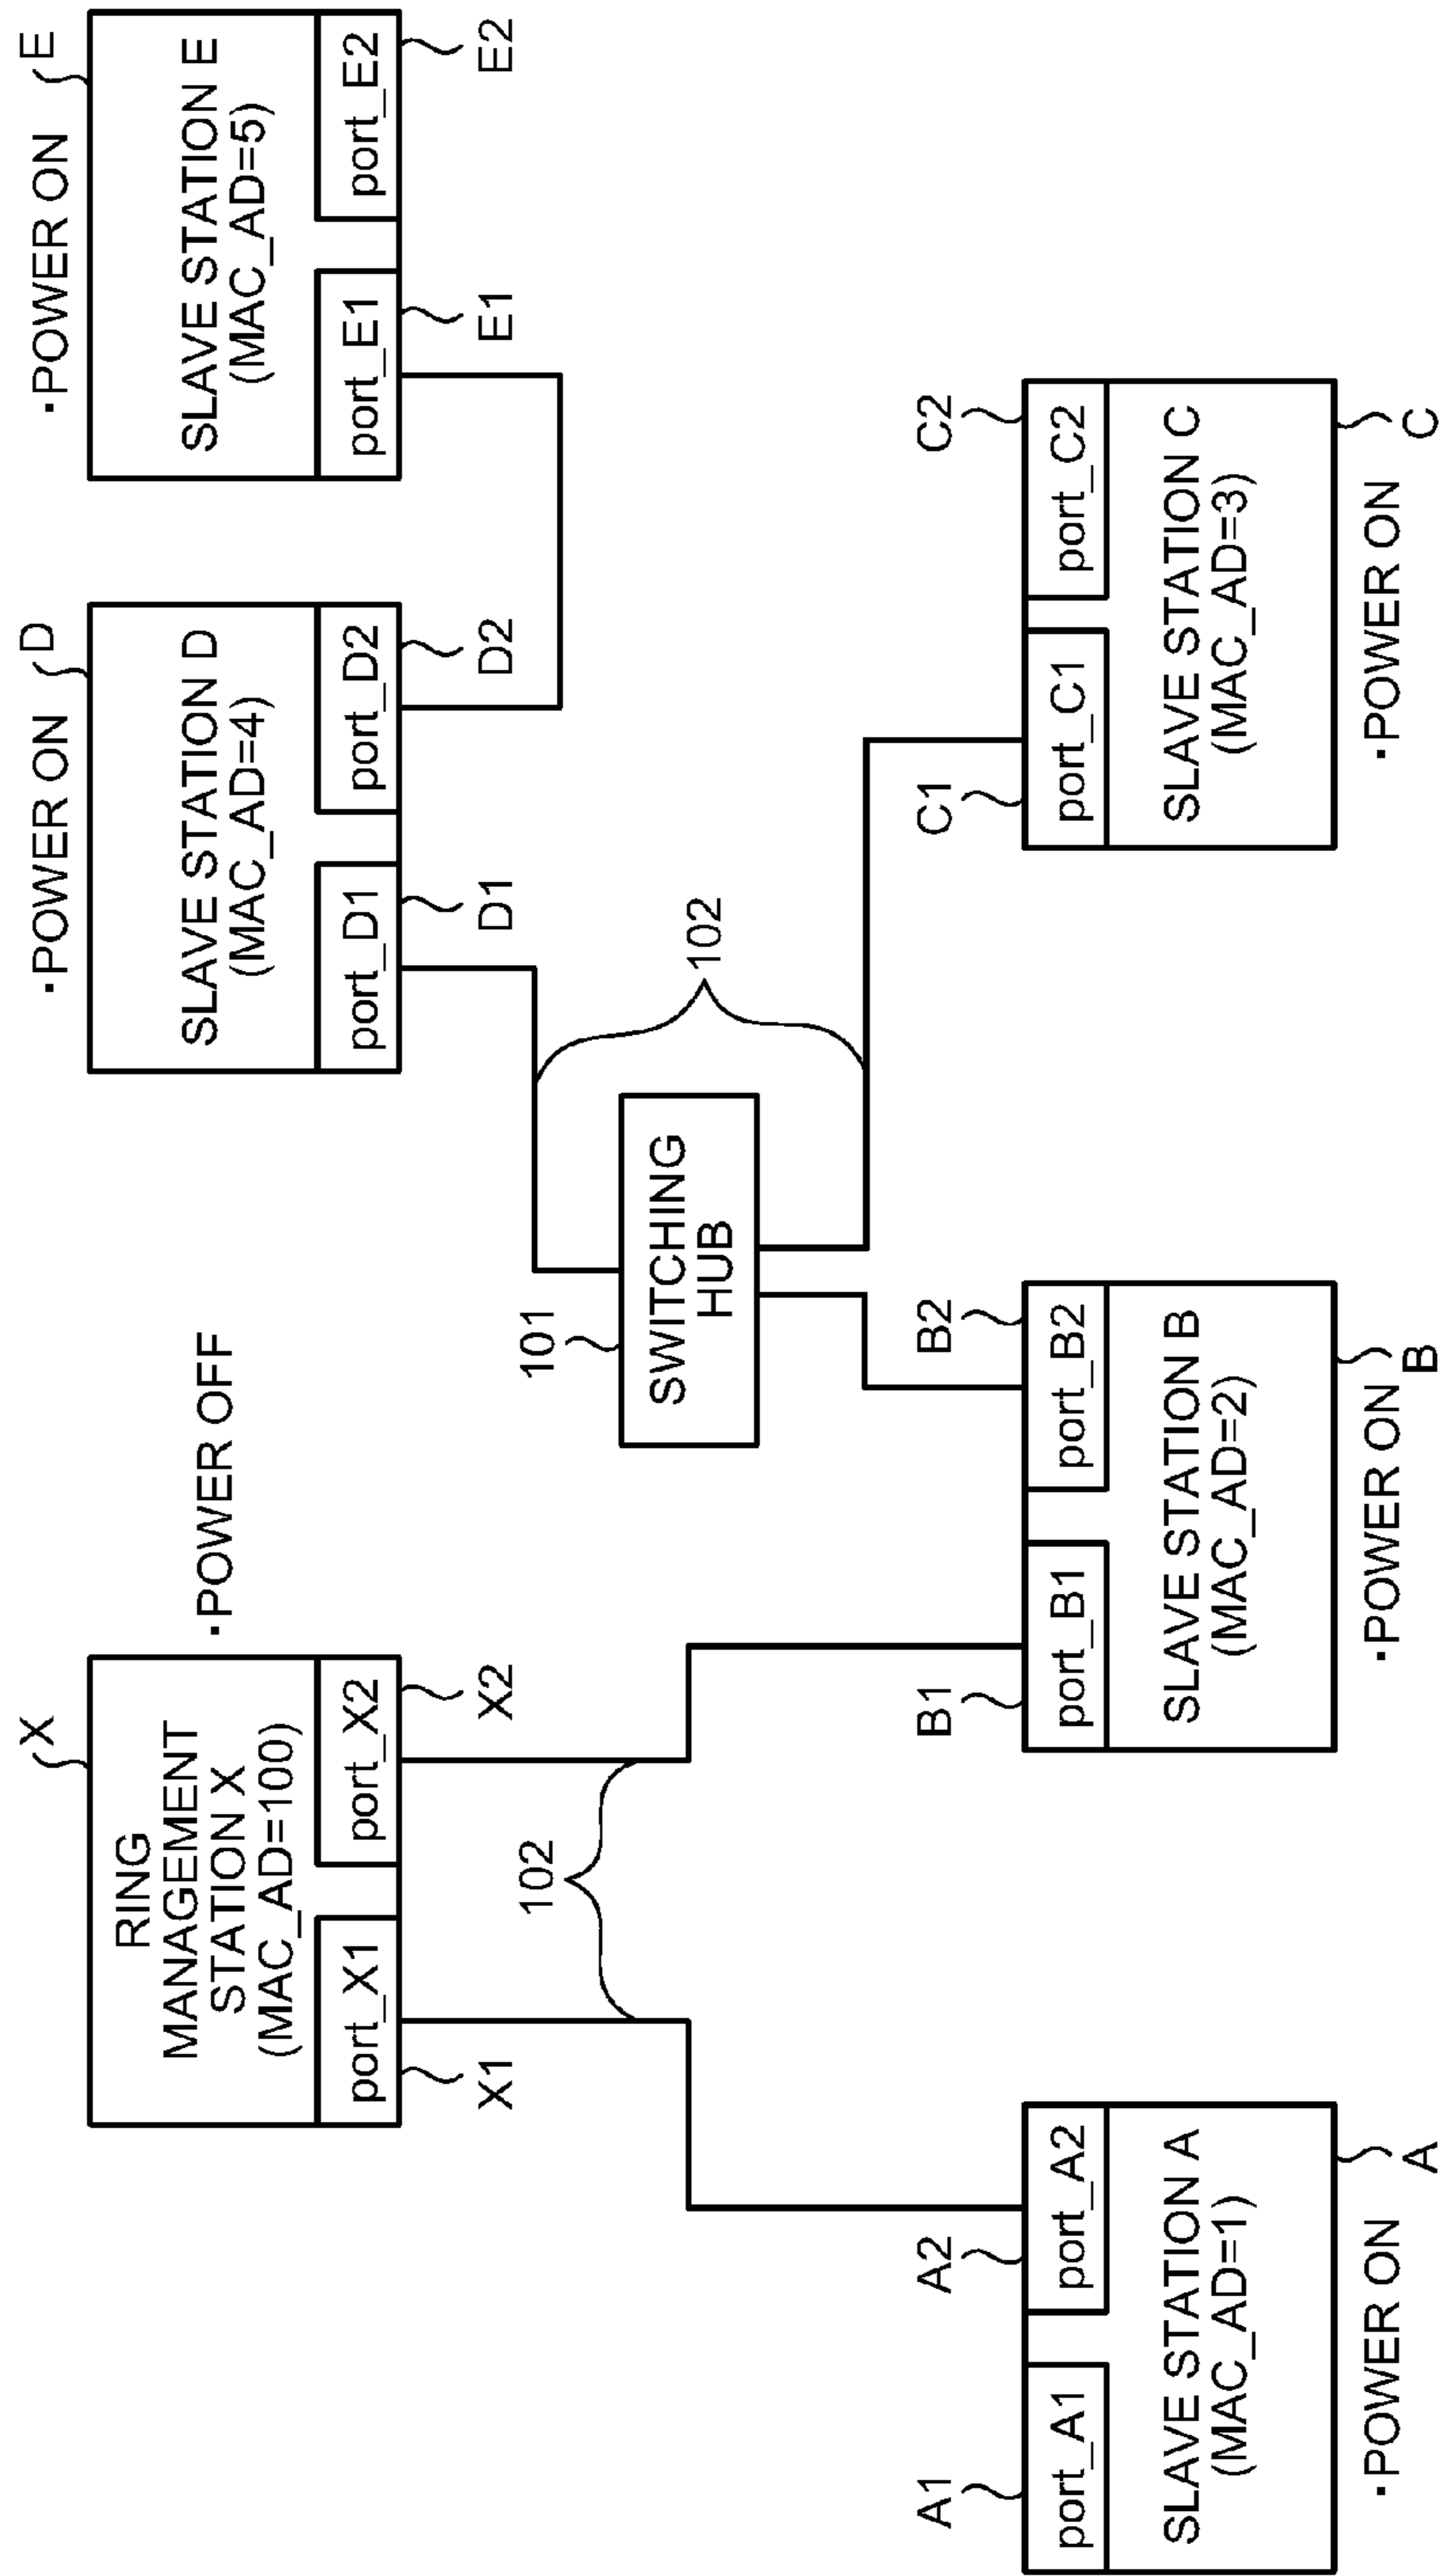 X
RING
MANAGEMENT
STATION X
(MAC_AD=100)
port_X1
port_X2
X1
X2
·POWER OFF
·POWER ON
D
SLAVE STATION D
(MAC_AD=4)
port_D1
port_D2
D1
D2
·POWER ON
E
SLAVE STATION E
(MAC_AD=5)
port_E1
port_E2
E1
E2
102
101
SWITCHING
HUB
102
A1
A2
port_A1
port_A2
SLAVE STATION A
(MAC_AD=1)
·POWER ON
A
B1
B2
port_B1
port_B2
SLAVE STATION B
(MAC_AD=2)
·POWER ON
B
C1
C2
port_C1
port_C2
SLAVE STATION C
(MAC_AD=3)
·POWER ON
C